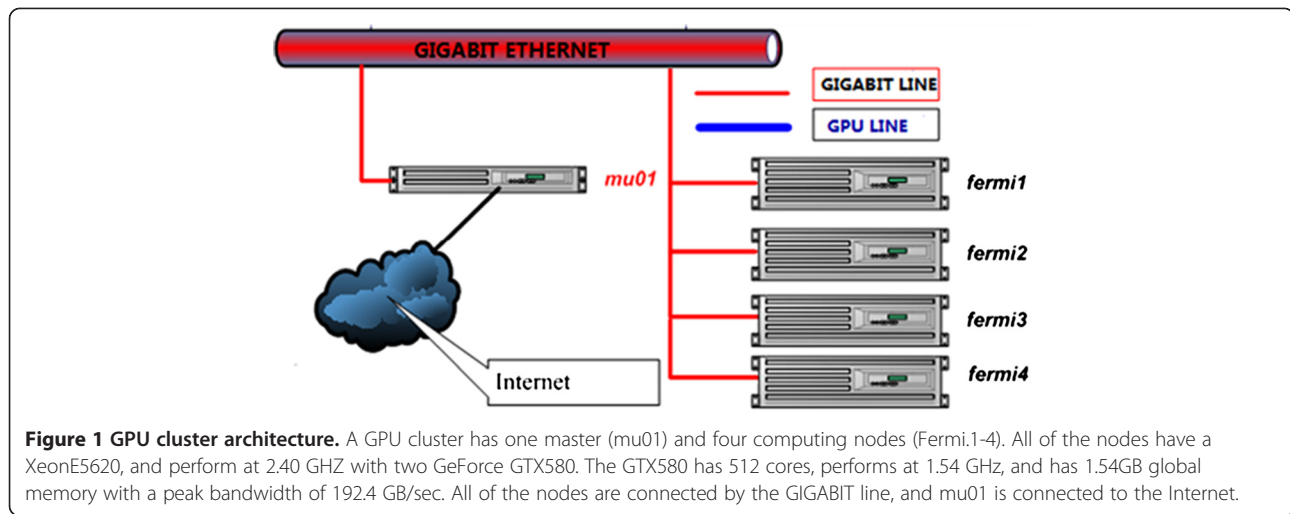 GIGABIT ETHERNET
GIGABIT LINE
GPU LINE
mu01
fermi1
fermi2
fermi3
fermi4
Internet
Figure 1 GPU cluster architecture. A GPU cluster has one master (mu01) and four computing nodes (Fermi.1-4). All of the nodes have a
XeonE5620, and perform at 2.40 GHZ with two GeForce GTX580. The GTX580 has 512 cores, performs at 1.54 GHz, and has 1.54GB global
memory with a peak bandwidth of 192.4 GB/sec. All of the nodes are connected by the GIGABIT line, and mu01 is connected to the Internet.